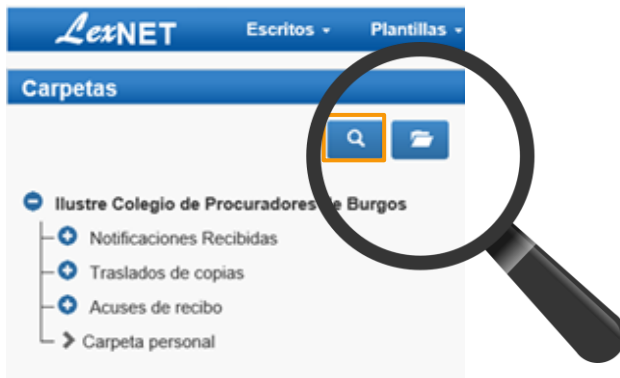 LexNET Escritos Plantillas
Carpetas
Ilustre Colegio de Procuradores de Burgos
Notificaciones Recibidas
Traslados de copias
Acuses de recibo
Carpeta personal